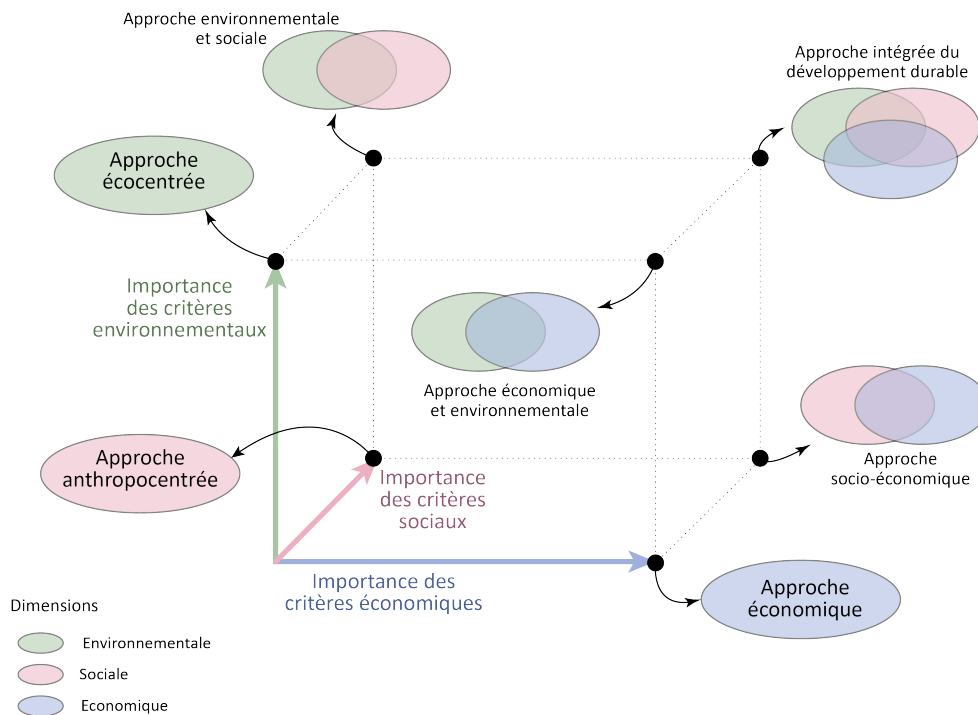 Approche environnementale
et sociale
Approche intégrée du
développement durable
Approche
écocentrée
Importance
des critères
environnementaux
Approche économique
et environnementale
Approche
anthropocentrée
Importance
des critères
sociaux
Approche
socio-économique
Importance des
critères économiques
Approche
économique
Dimensions
Environnementale
Sociale
Economique